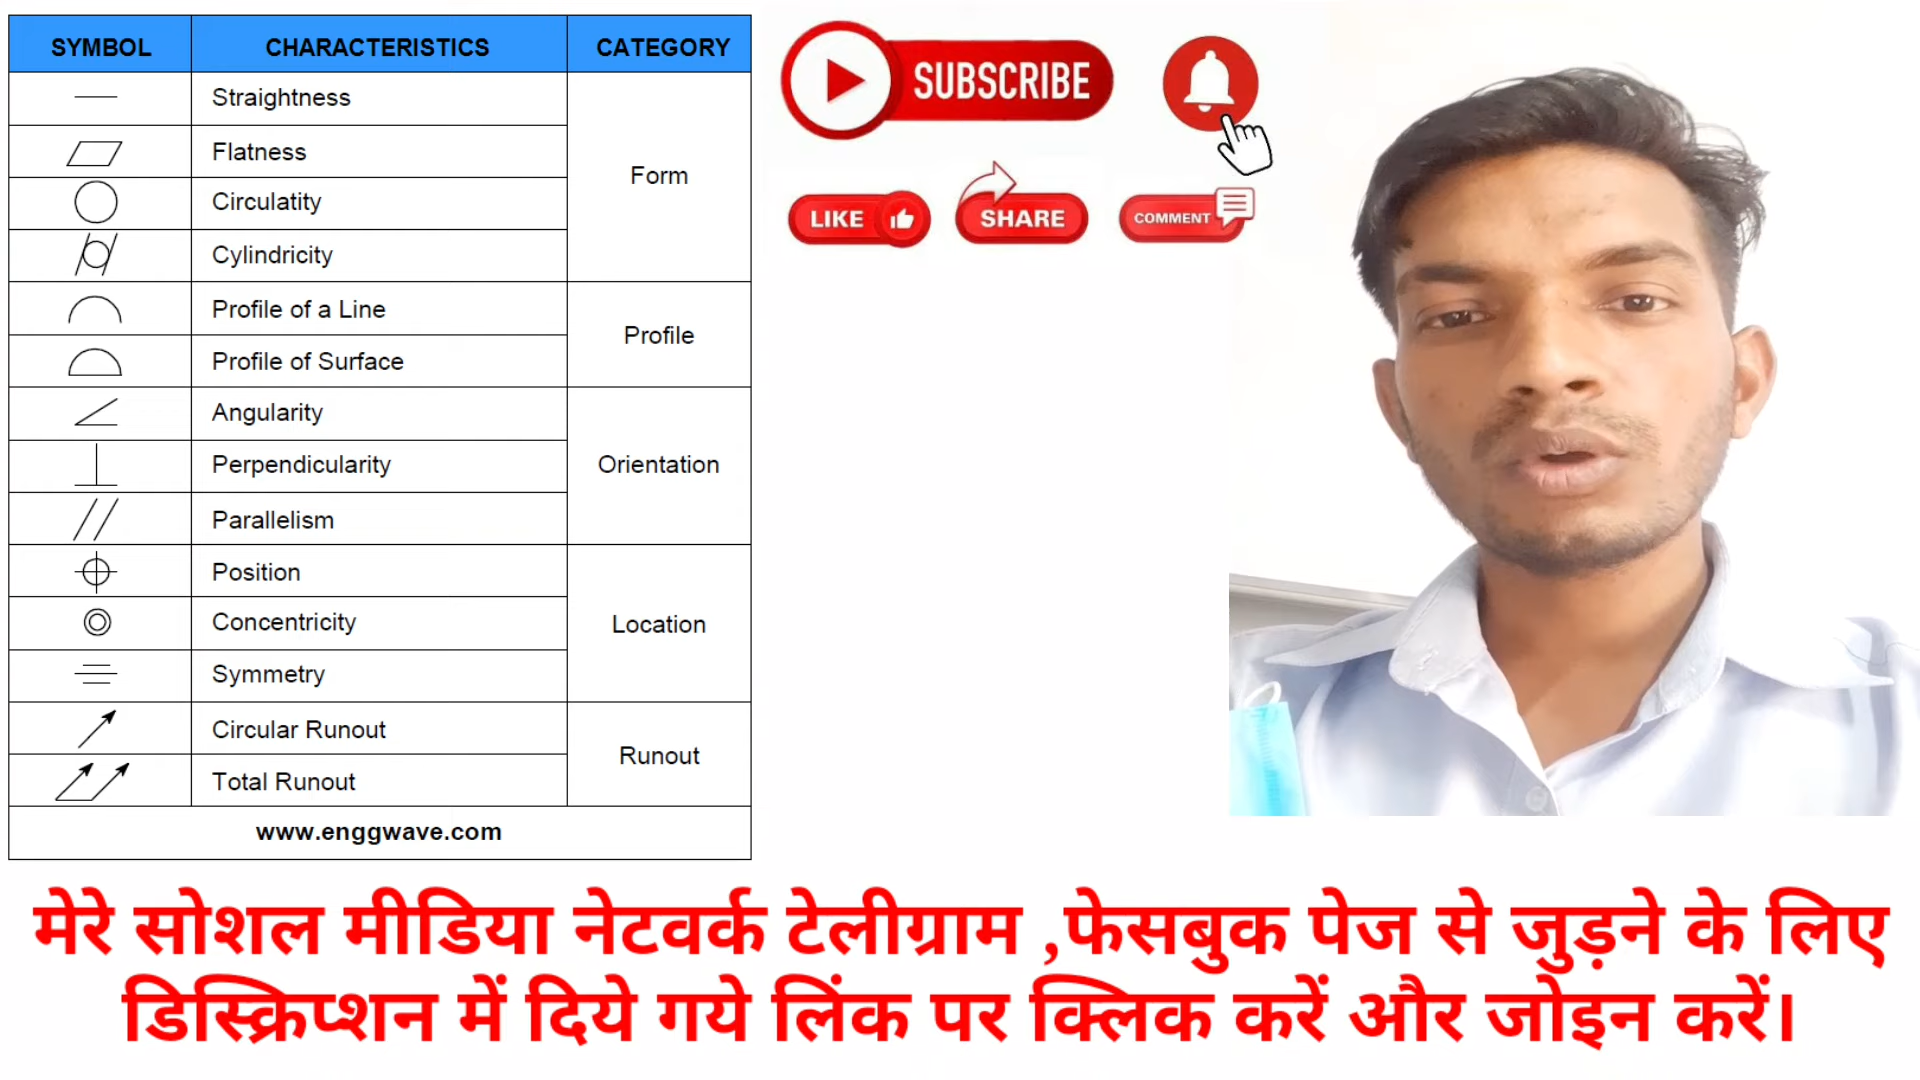 SYMBOL CHARACTERISTICS CATEGORY
Straightness
Flatness
Circulatity
Cylindricity
Form
Profile of a Line
Profile of Surface
Profile
Angularity
Perpendicularity
Parallelism
Orientation
Position
Concentricity
Symmetry
Location
Circular Runout
Total Runout
Runout
www.enggwave.com
SUBSCRIBE
LIKE SHARE COMMENT
मेरे सोशल मीडिया नेटवर्क टेलीग्राम ,फेसबुक पेज से जुड़ने के लिए
डिस्क्रिप्शन में दिये गये लिंक पर क्लिक करें और जोइन करें।